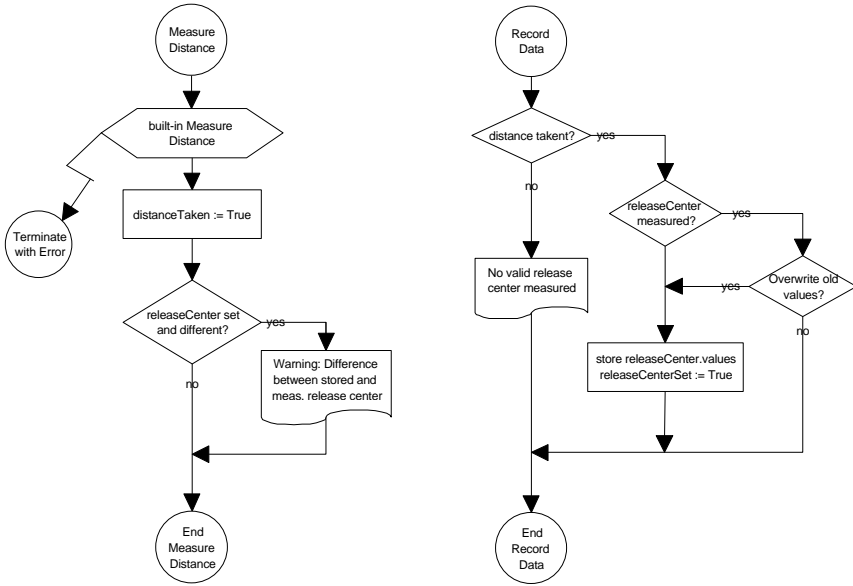 Measure
Distance
built-in Measure
Distance
Terminate
with Error
distanceTaken := True
releaseCenter set
and different?
yes
Warning: Difference
between stored and
meas. release center
no
End
Measure
Distance
Record
Data
distance takent?
yes
no
releaseCenter
measured?
yes
No valid release
center measured
Overwrite old
values?
yes
no
store releaseCenter.values
releaseCenterSet := True
End
Record
Data